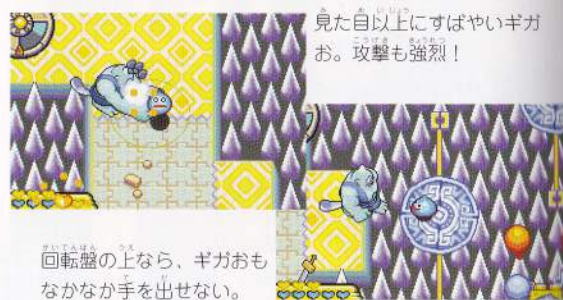 見た目以上にすばやいギガ
お。攻撃も強烈！
回転盤の上なら、ギガおも
なかなか手を出せない。